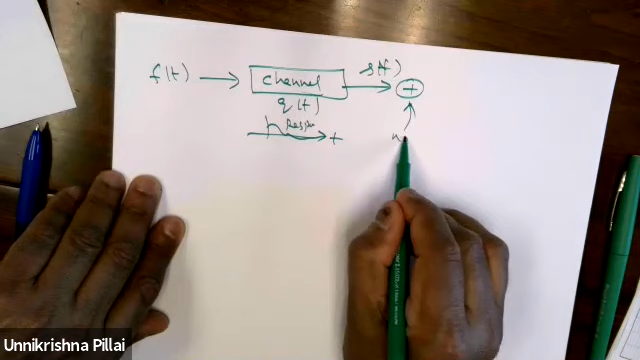 f(t) → channel s(t) +
q(t)
t
n
Unnikrishna Pillai